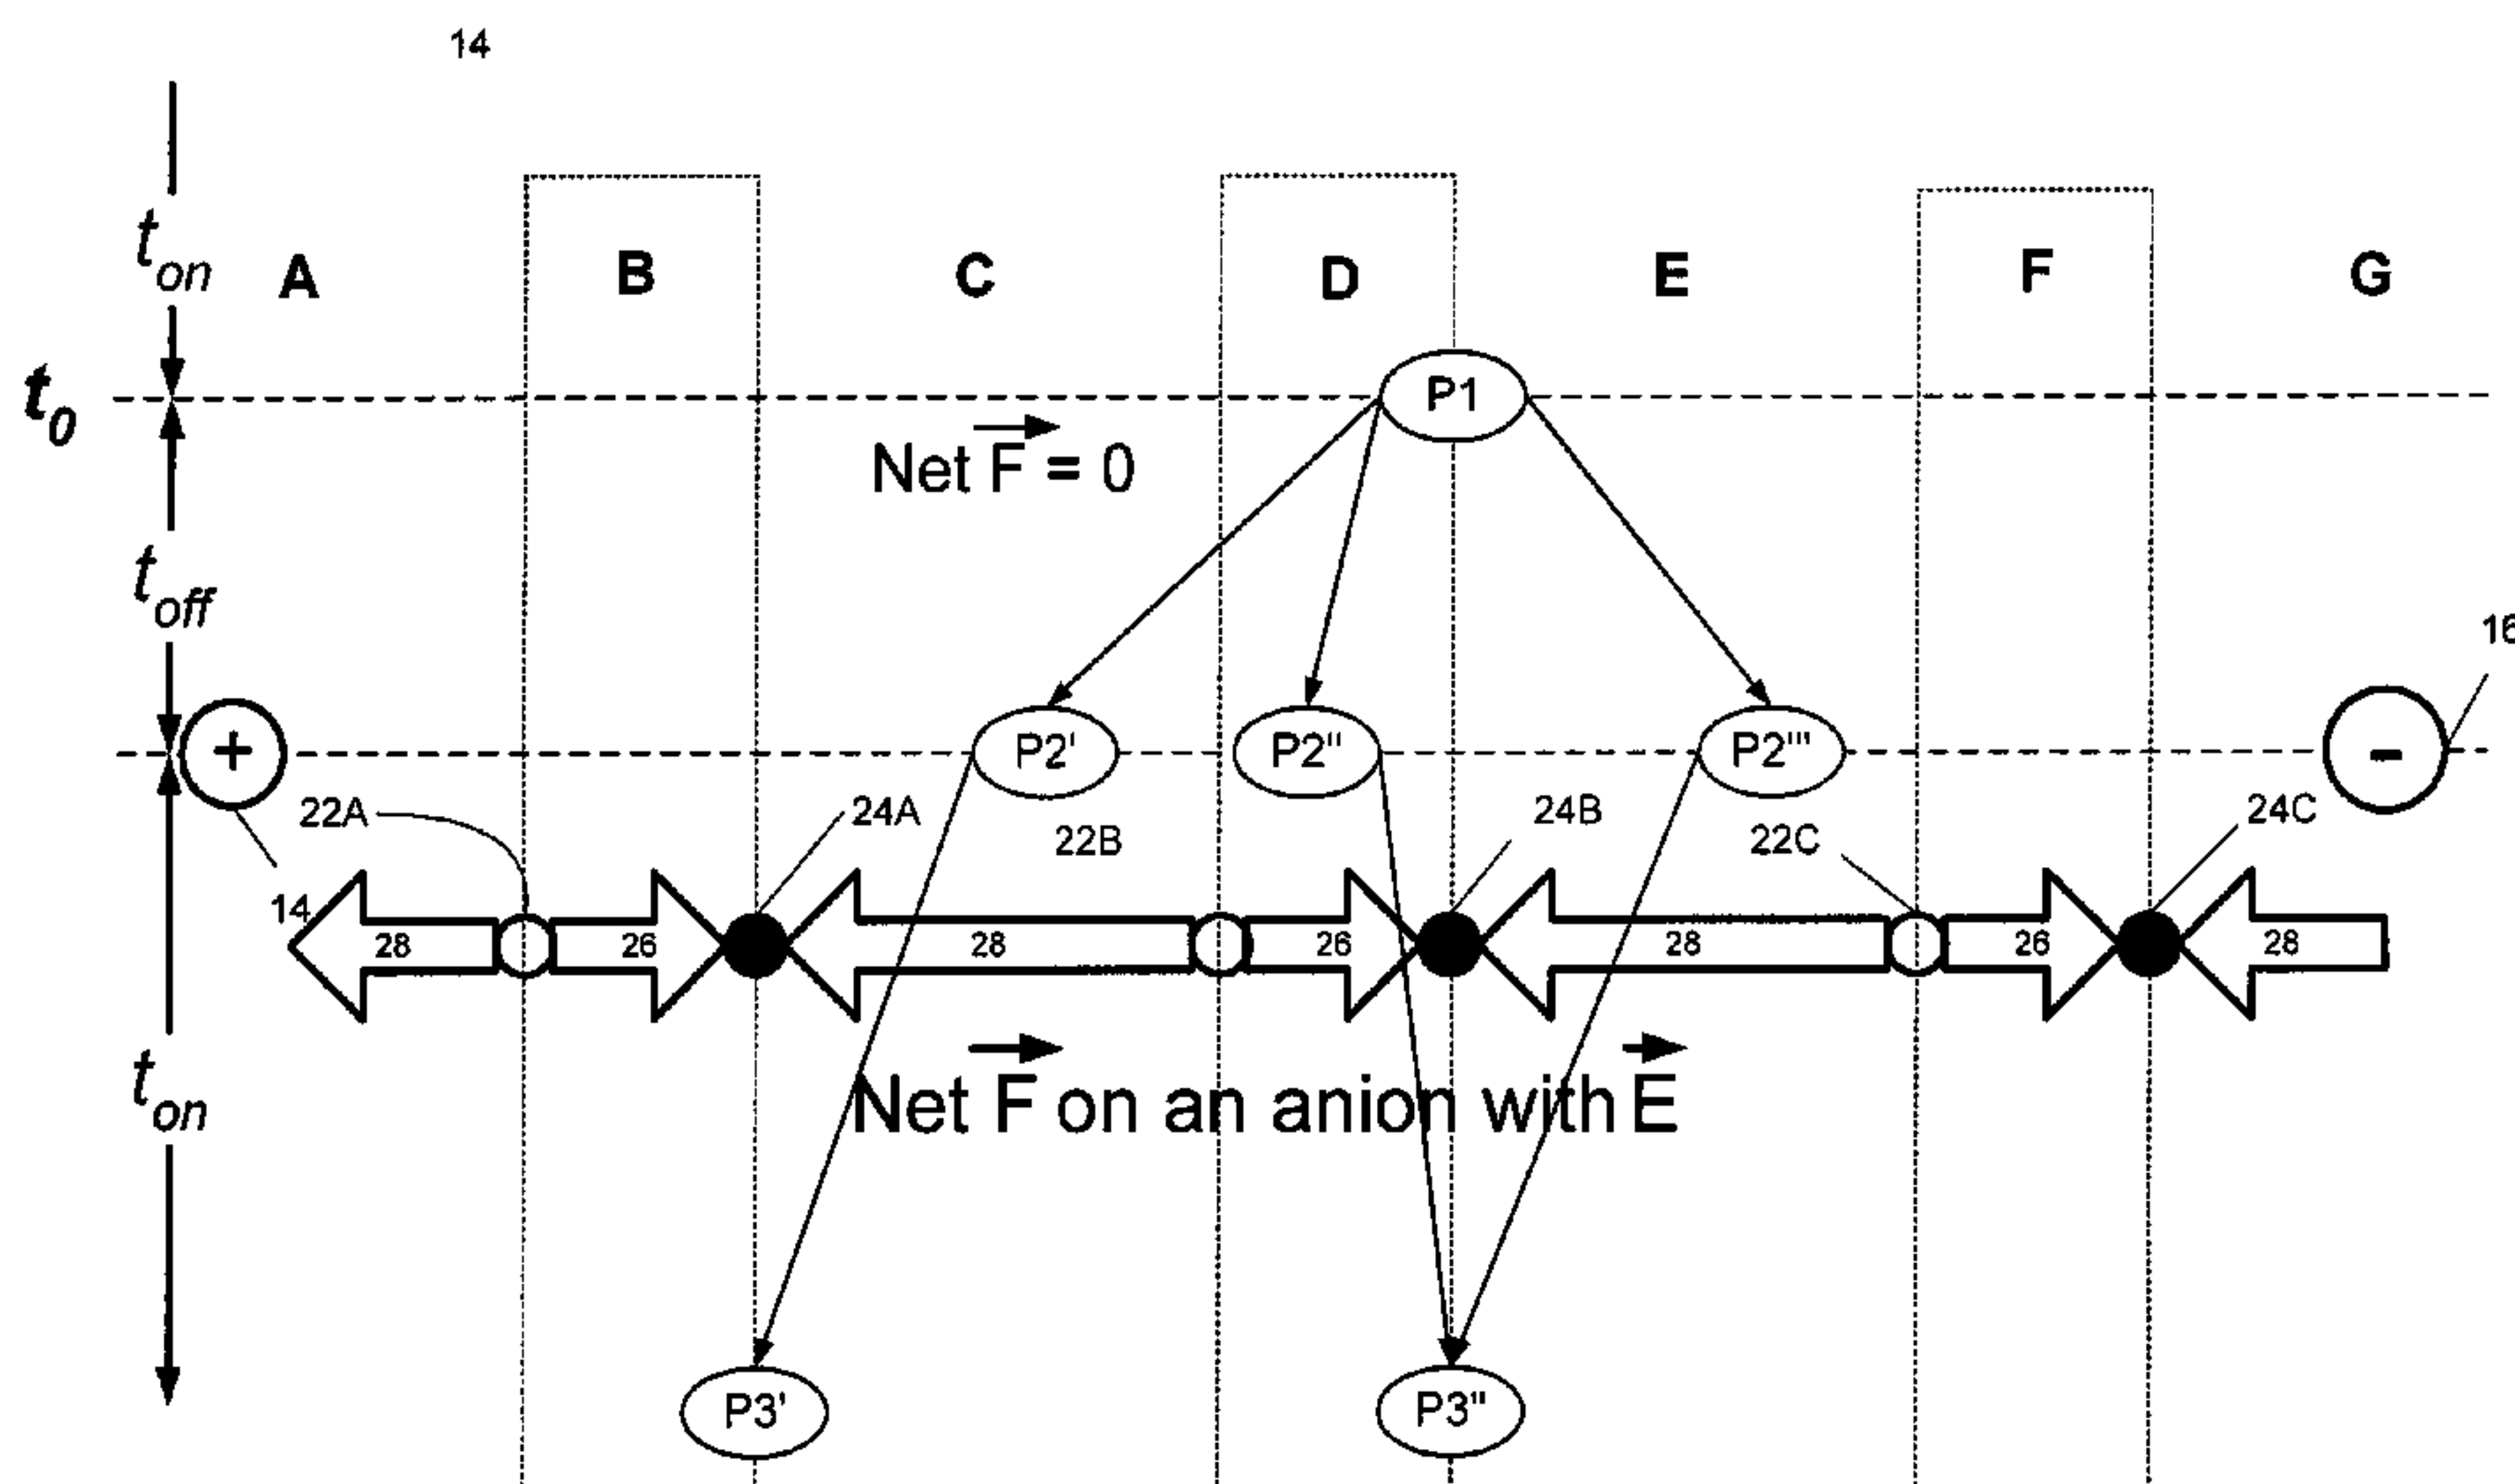 14
t_on
A B C D E F G
t_0
P1
Net F = 0
t_off
16
+ P2' P2'' P2''' -
22A 24A 22B 24B 22C 24C
14
28 26 28 26 28 26 28
Net F on an anion with E
t_on
P3' P3''